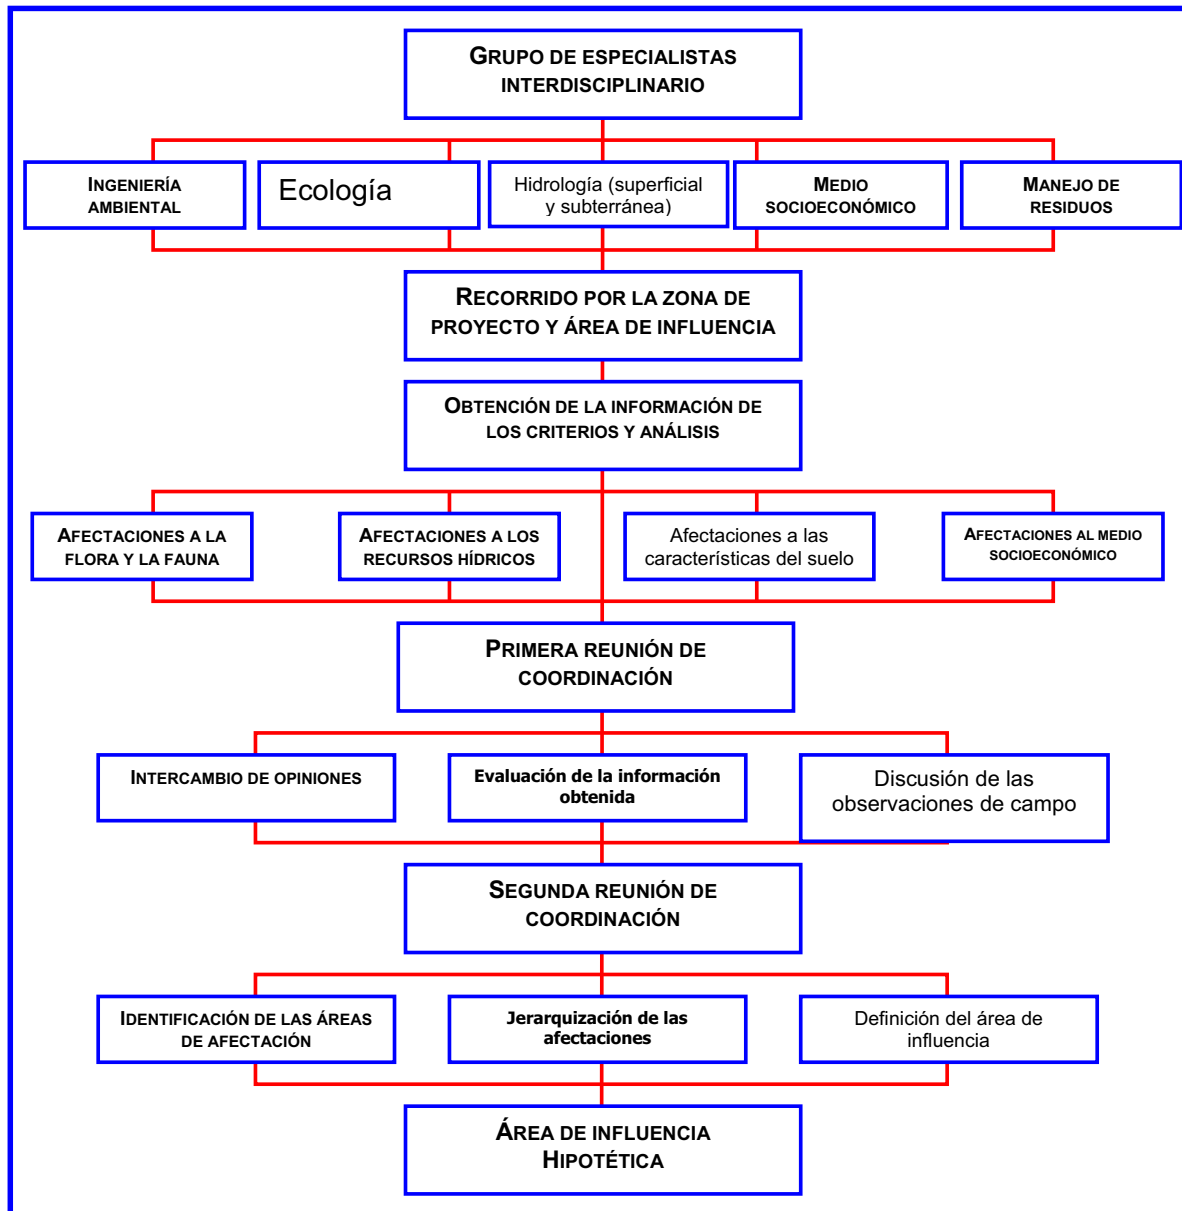 GRUPO DE ESPECIALISTAS
INTERDISCIPLINARIO
INGENIERÍA
AMBIENTAL
Ecología
Hidrología (superficial
y subterránea)
MEDIO
SOCIOECONÓMICO
MANEJO DE
RESIDUOS
RECORRIDO POR LA ZONA DE
PROYECTO Y ÁREA DE INFLUENCIA
OBTENCIÓN DE LA INFORMACIÓN DE
LOS CRITERIOS Y ANÁLISIS
AFECTACIONES A LA
FLORA Y LA FAUNA
AFECTACIONES A LOS
RECURSOS HÍDRICOS
Afectaciones a las
características del suelo
AFECTACIONES AL MEDIO
SOCIOECONÓMICO
PRIMERA REUNIÓN DE
COORDINACIÓN
INTERCAMBIO DE OPINIONES
Evaluación de la información
obtenida
Discusión de las
observaciones de campo
SEGUNDA REUNIÓN DE
COORDINACIÓN
IDENTIFICACIÓN DE LAS ÁREAS
DE AFECTACIÓN
Jerarquización de las
afectaciones
Definición del área de
influencia
ÁREA DE INFLUENCIA
HIPOTÉTICA